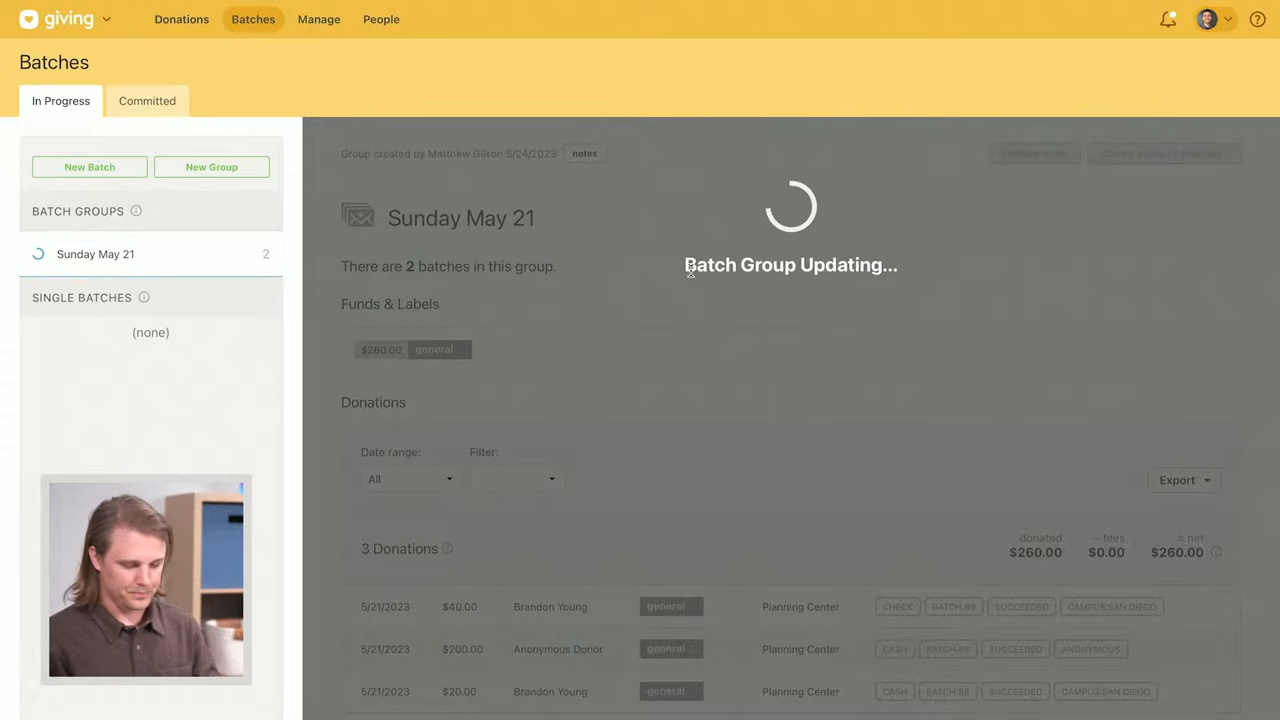 giving
Donations
Batches
Manage
People
Batches
In Progress
Committed
New Batch
New Group
BATCH GROUPS
Sunday May 21
2
SINGLE BATCHES
(none)
Group created by Matthew Gilson 5/24/2023
notes
Sunday May 21
Batch Group Updating...
There are 2 batches in this group.
Funds & Labels
$260.00 general
Donations
Date range:
Filter:
All
Export
3 Donations
donated
– fees
= net
$260.00
$0.00
$260.00
5/21/2023 $40.00 Brandon Young general Planning Center CHECK BATCH 89 SUCCEEDED CAMPUS:SAN DIEGO
5/21/2023 $200.00 Anonymous Donor general Planning Center CASH BATCH 88 SUCCEEDED ANONYMOUS
5/21/2023 $20.00 Brandon Young general Planning Center CASH BATCH 88 SUCCEEDED CAMPUS:SAN DIEGO